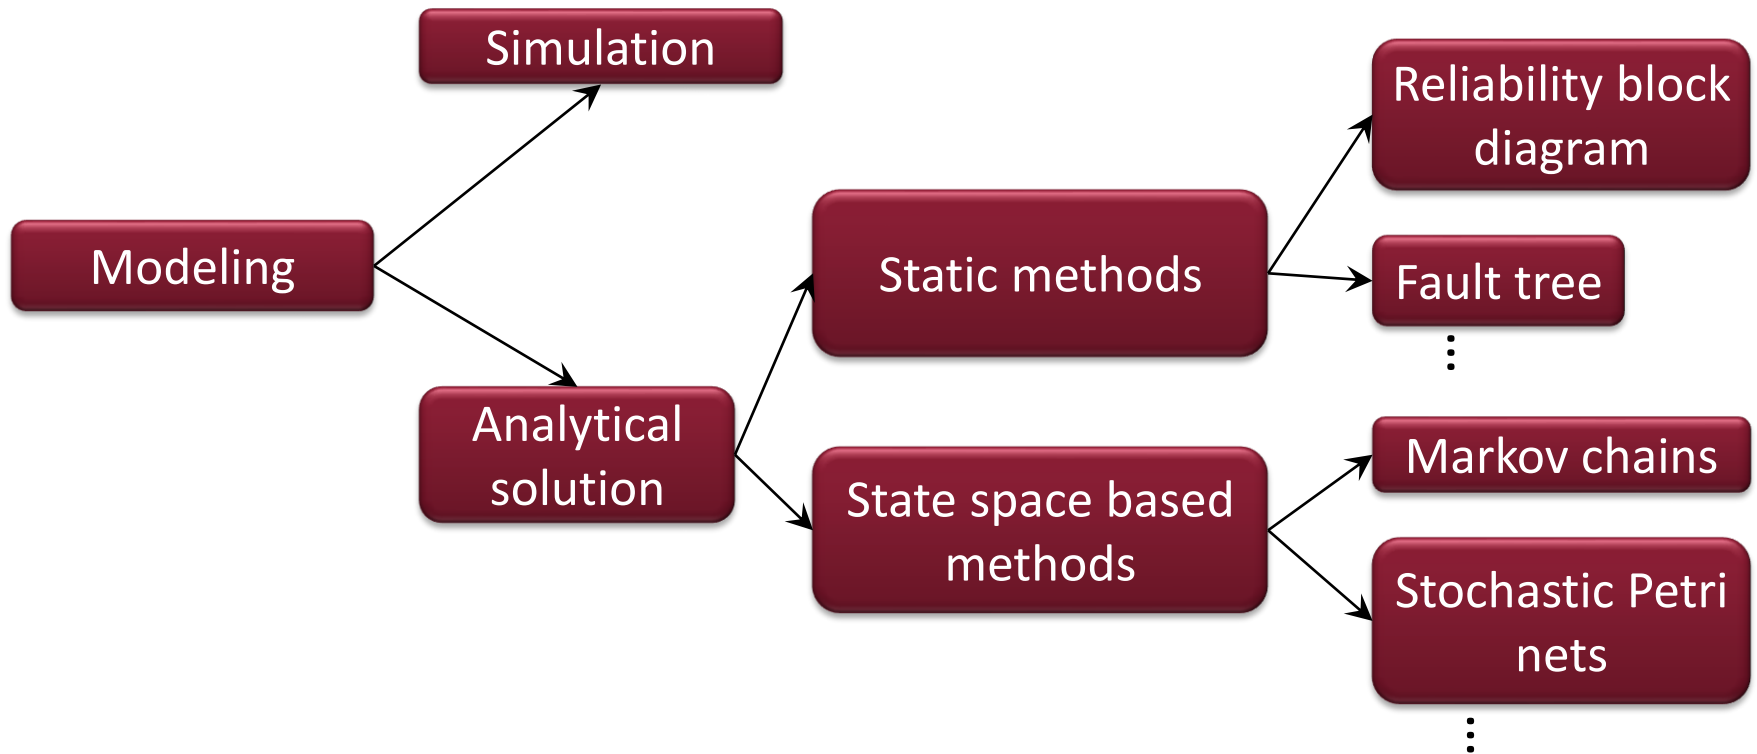 Simulation
Modeling
Analytical
solution
Static methods
State space based
methods
Reliability block
diagram
Fault tree
⋮
Markov chains
Stochastic Petri
nets
⋮